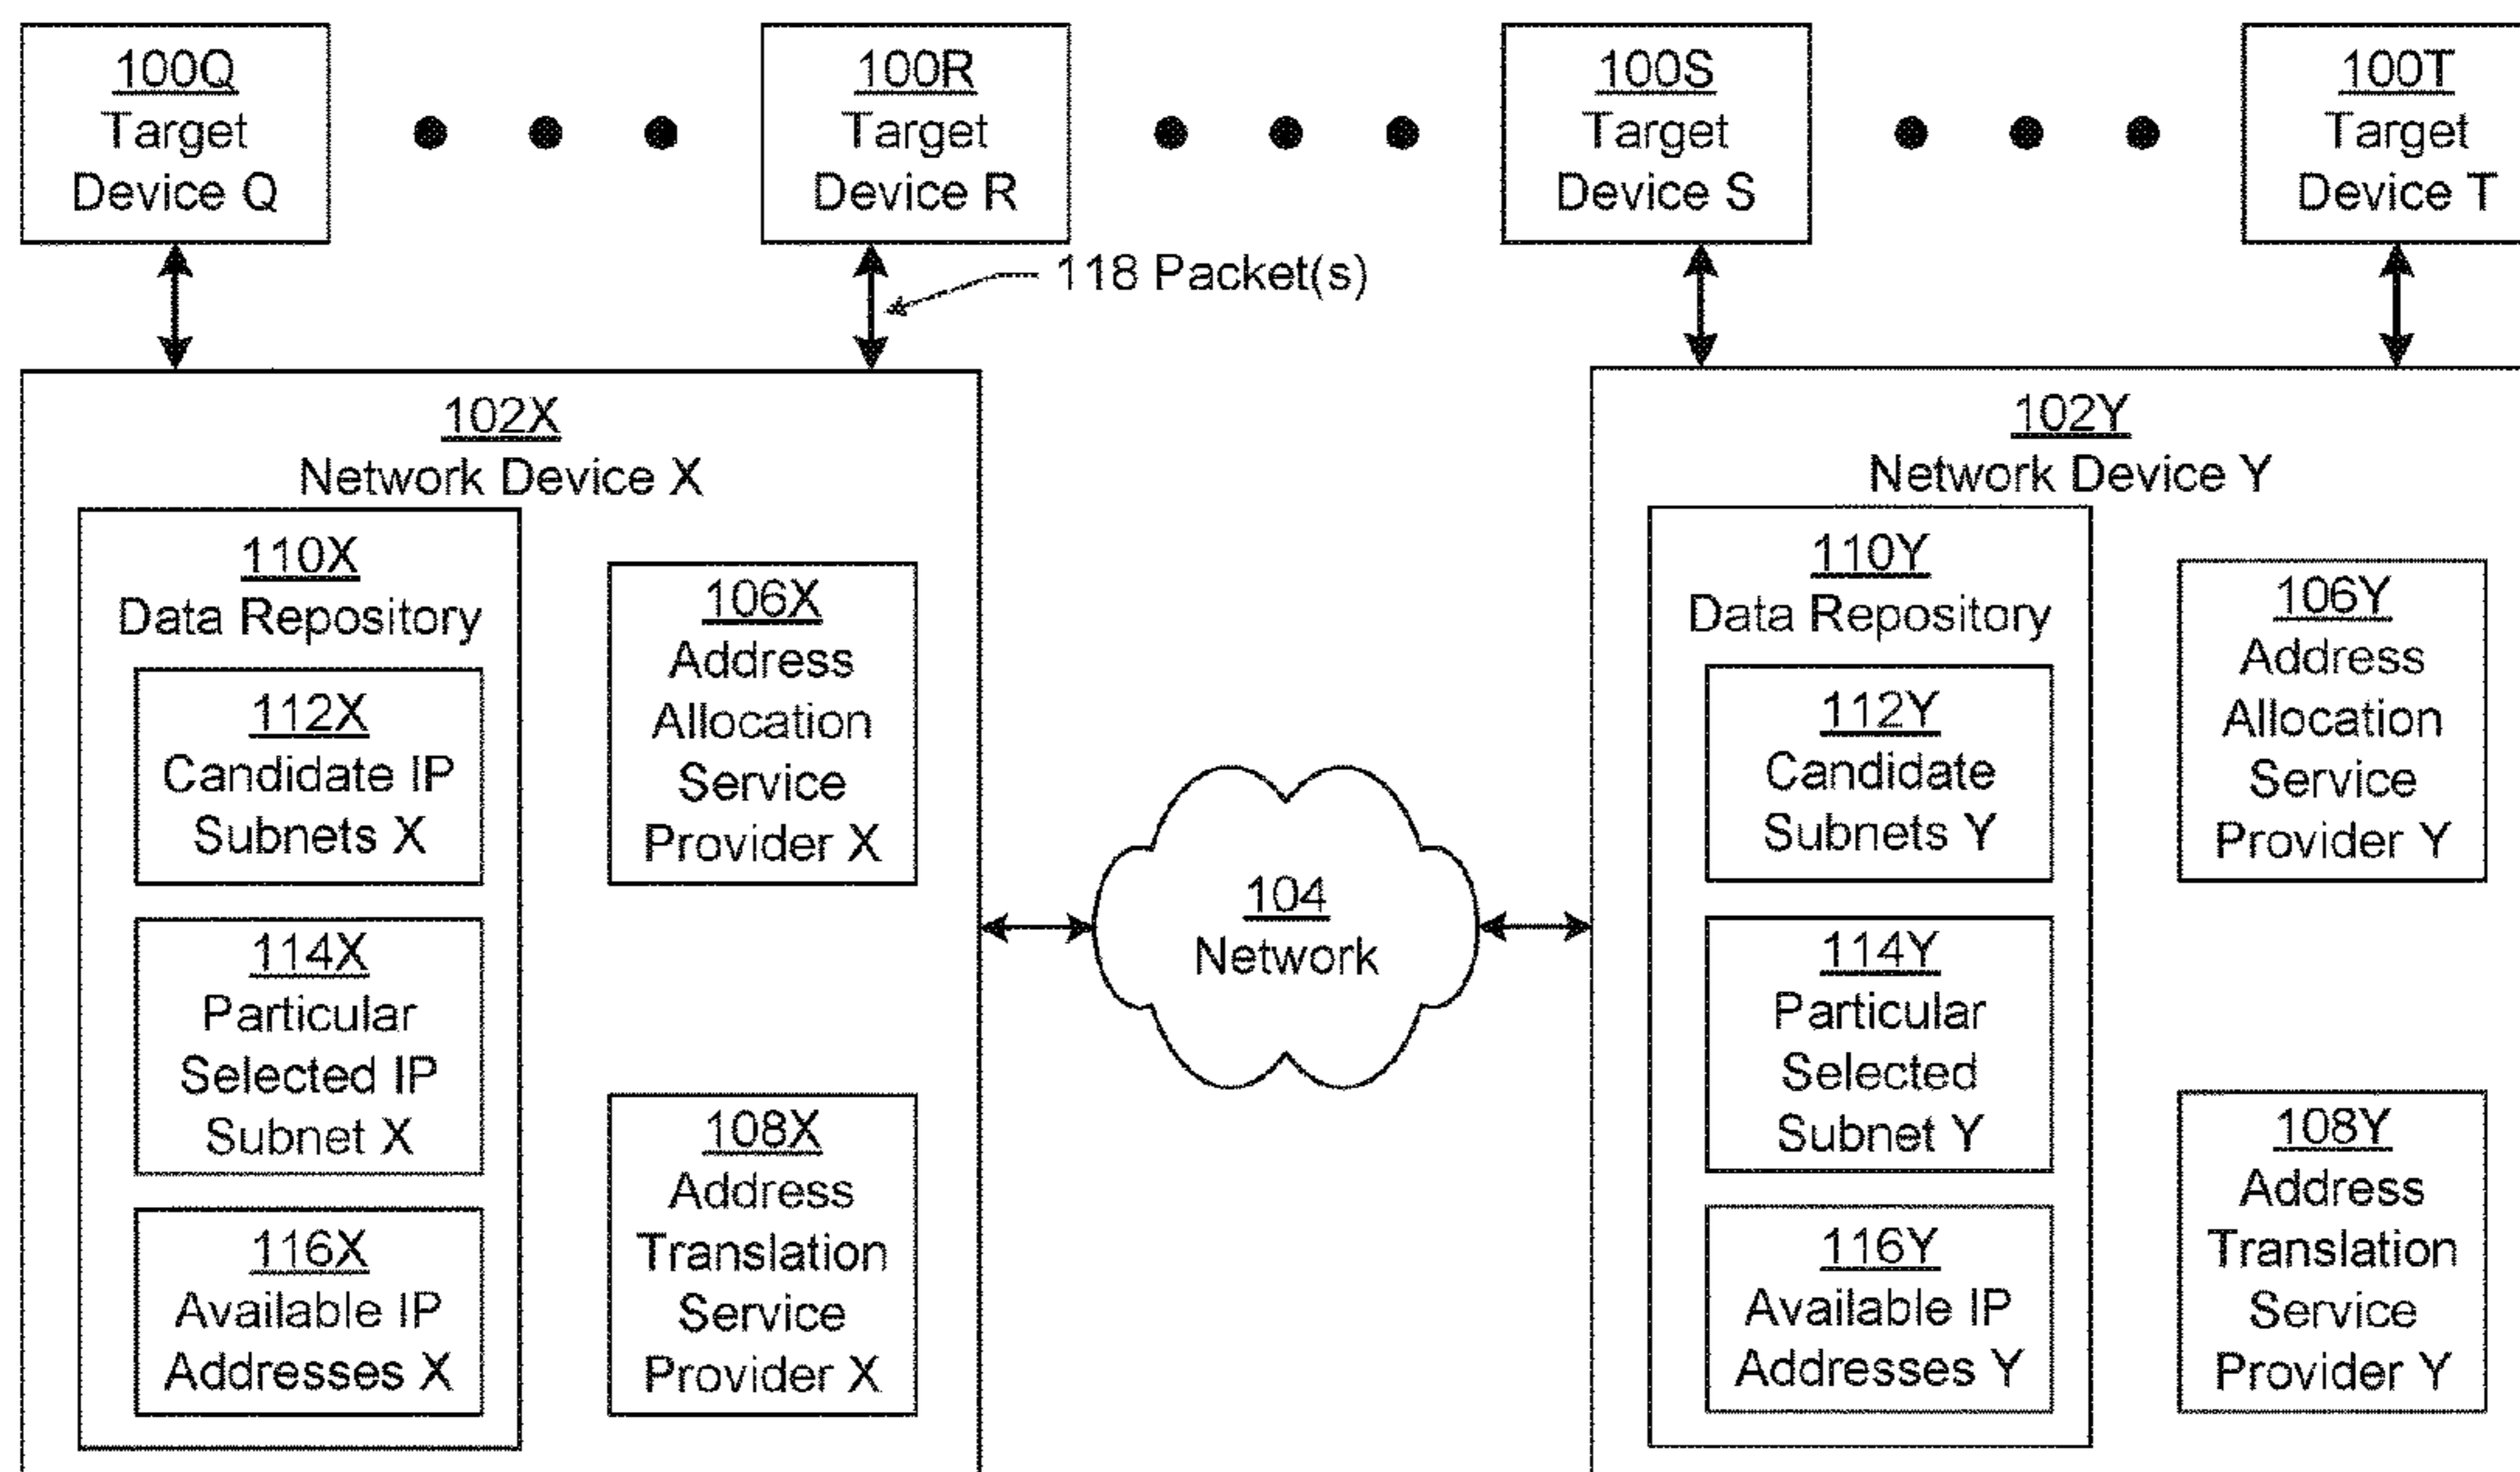 100Q
Target
Device Q
100R
Target
Device R
100S
Target
Device S
100T
Target
Device T
118 Packet(s)
102X
Network Device X
110X
Data Repository
112X
Candidate IP
Subnets X
114X
Particular
Selected IP
Subnet X
116X
Available IP
Addresses X
106X
Address
Allocation
Service
Provider X
108X
Address
Translation
Service
Provider X
104
Network
102Y
Network Device Y
110Y
Data Repository
112Y
Candidate
Subnets Y
114Y
Particular
Selected
Subnet Y
116Y
Available IP
Addresses Y
106Y
Address
Allocation
Service
Provider Y
108Y
Address
Translation
Service
Provider Y